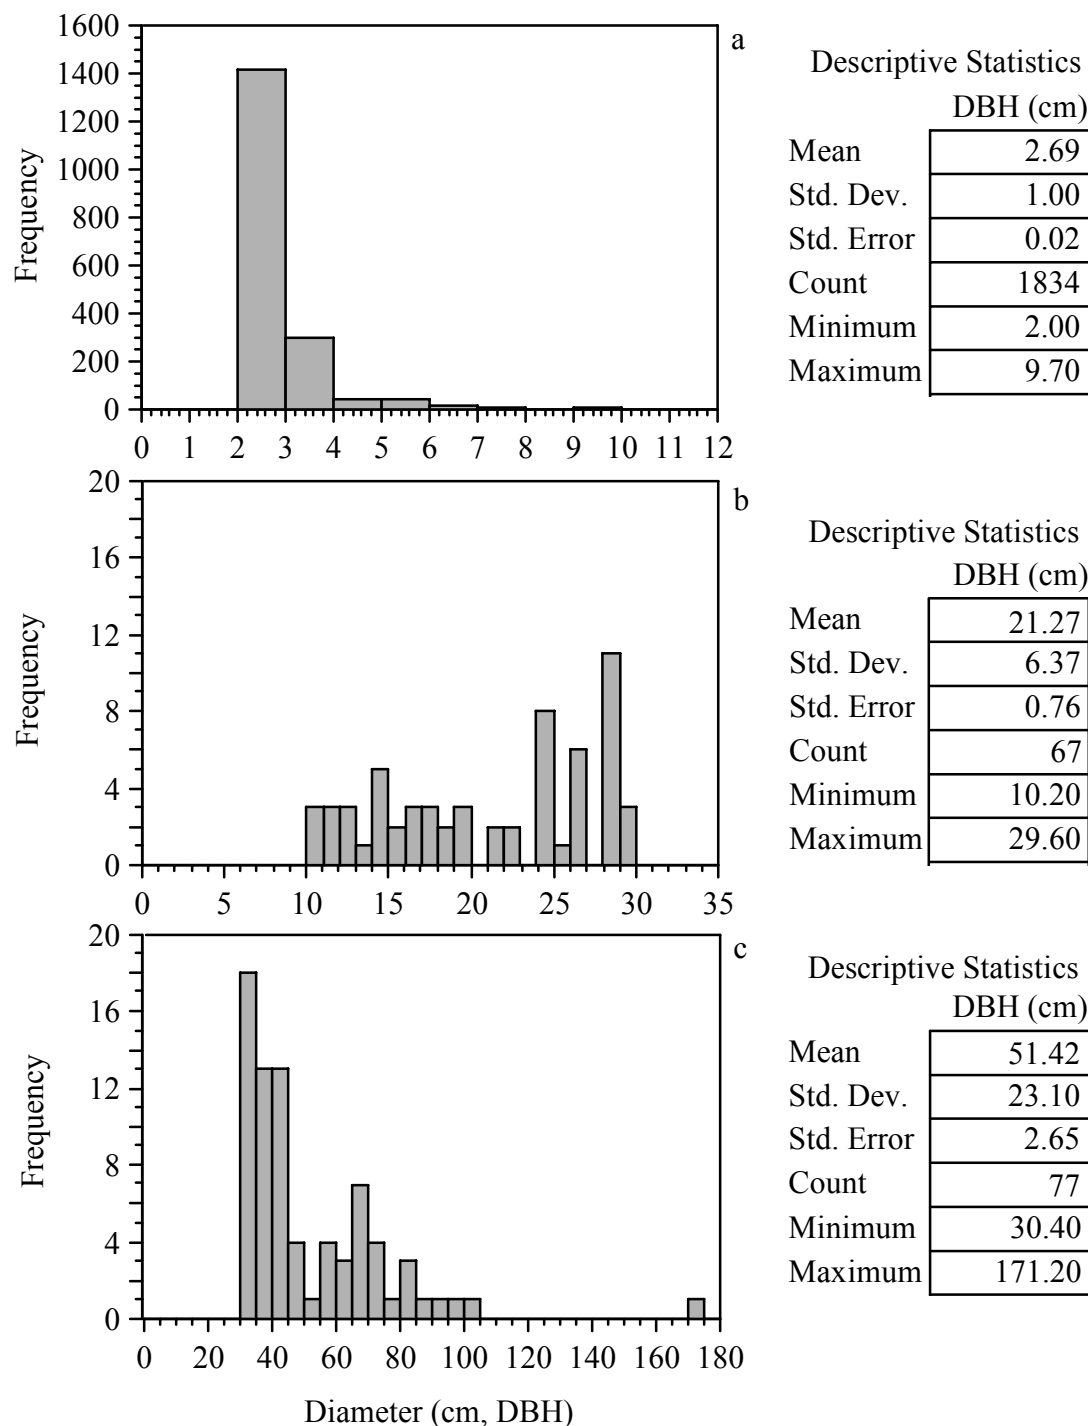 a
Frequency
1600
1400
1200
1000
800
600
400
200
0
0 1 2 3 4 5 6 7 8 9 10 11 12
Descriptive Statistics
DBH (cm)
Mean 2.69
Std. Dev. 1.00
Std. Error 0.02
Count 1834
Minimum 2.00
Maximum 9.70
b
Frequency
20
16
12
8
4
0
0 5 10 15 20 25 30 35
Descriptive Statistics
DBH (cm)
Mean 21.27
Std. Dev. 6.37
Std. Error 0.76
Count 67
Minimum 10.20
Maximum 29.60
c
Frequency
20
16
12
8
4
0
0 20 40 60 80 100 120 140 160 180
Diameter (cm, DBH)
Descriptive Statistics
DBH (cm)
Mean 51.42
Std. Dev. 23.10
Std. Error 2.65
Count 77
Minimum 30.40
Maximum 171.20